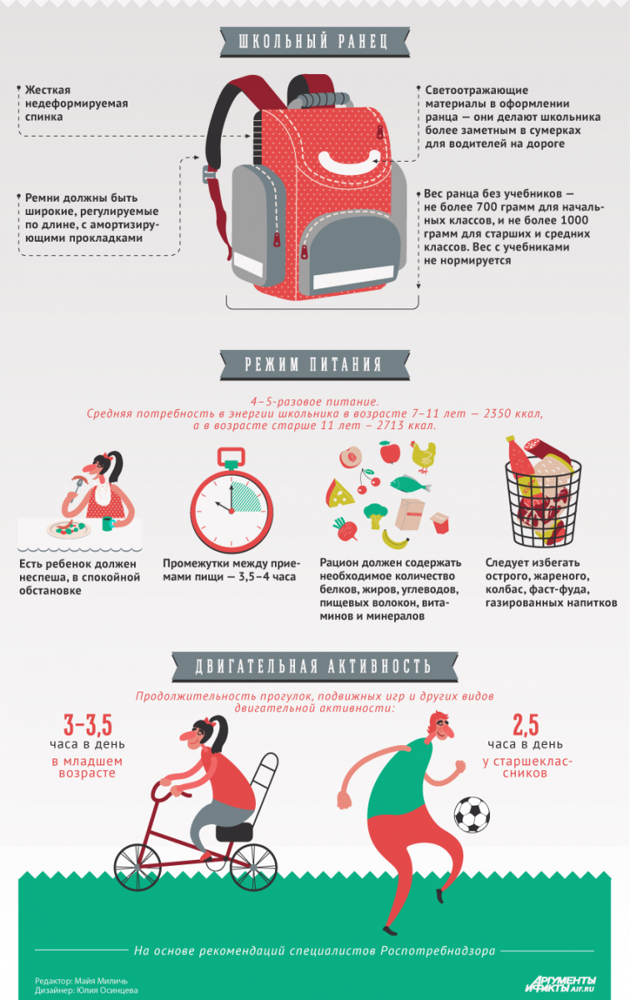 ШКОЛЬНЫЙ РАНЕЦ
Жесткая
недеформируемая
спинка
Светоотражающие
материалы в оформлении
ранца — они делают школьника
более заметным в сумерках
для водителей на дороге
Ремни должны быть
широкие, регулируемые
по длине, с амортизиру-
ющими прокладками
Вес ранца без учебников —
не более 700 грамм для началь-
ных классов, и не более 1000
грамм для старших и средних
классов. Вес с учебниками
не нормируется
РЕЖИМ ПИТАНИЯ
4–5-разовое питание.
Средняя потребность в энергии школьника в возрасте 7–11 лет — 2350 ккал,
а в возрасте старше 11 лет – 2713 ккал.
Есть ребенок должен
неспеша, в спокойной
обстановке
Промежутки между прие-
мами пищи — 3,5–4 часа
Рацион должен содержать
необходимое количество
белков, жиров, углеводов,
пищевых волокон, вита-
минов и минералов
Следует избегать
острого, жареного,
колбас, фаст-фуда,
газированных напитков
ДВИГАТЕЛЬНАЯ АКТИВНОСТЬ
Продолжительность прогулок, подвижных игр и других видов
двигательной активности:
3–3,5
часа в день
в младшем
возрасте
2,5
часа в день
у старшеклас-
сников
На основе рекомендаций специалистов Роспотребнадзора
Редактор: Майя Миличь
Дизайнер: Юлия Осинцева
АРГУМЕНТЫ
И ФАКТЫ AIF.RU